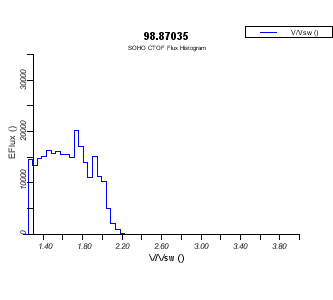 V/Vsw ()
98.87035
SOHO CTOF Flux Histogram
EFlux ()
30000
20000
10000
0
1.40 1.80 2.20 2.60 3.00 3.40 3.80
V/Vsw ()